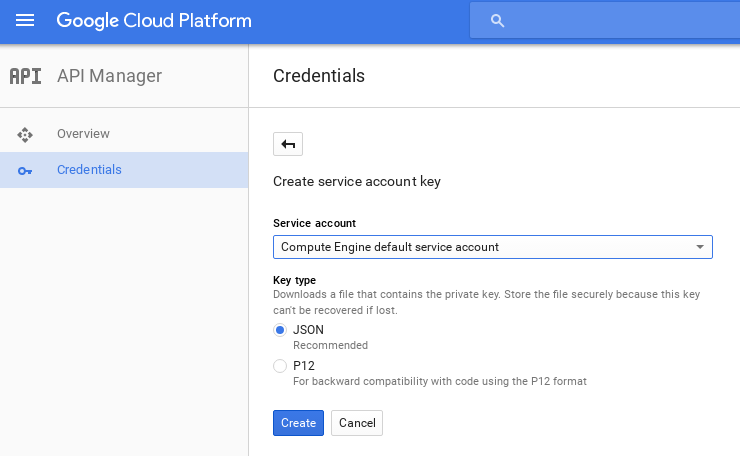 Google Cloud Platform
API API Manager
Credentials
Overview
Credentials
Create service account key
Service account
Compute Engine default service account
Key type
Downloads a file that contains the private key. Store the file securely because this key
can't be recovered if lost.
JSON
Recommended
P12
For backward compatibility with code using the P12 format
Create Cancel